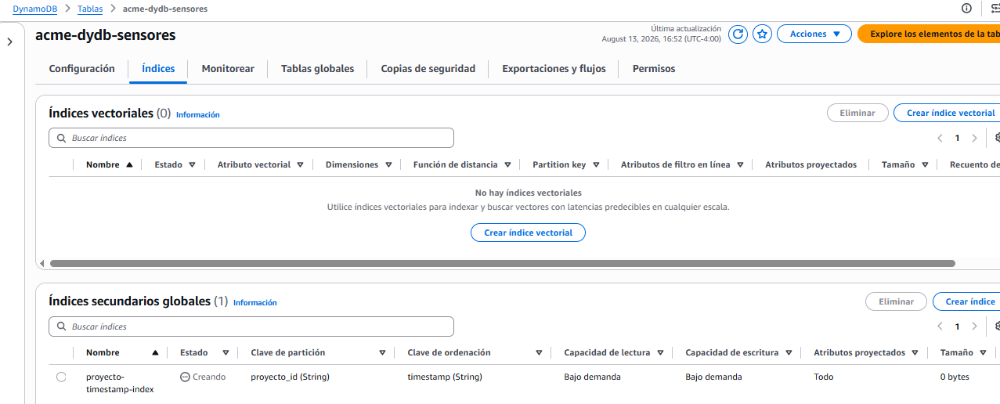 DynamoDB > Tablas > acme-dydb-sensores
acme-dydb-sensores
Última actualización
August 13, 2026, 16:52 (UTC-4:00)
Acciones
Explore los elementos de la tab
Configuración Índices Monitorear Tablas globales Copias de seguridad Exportaciones y flujos Permisos
Índices vectoriales (0) Información
Eliminar Crear índice vectorial
Buscar índices
1
Nombre Estado Atributo vectorial Dimensiones Función de distancia Partition key Atributos de filtro en línea Atributos proyectados Tamaño Recuento de
No hay índices vectoriales
Utilice índices vectoriales para indexar y buscar vectores con latencias predecibles en cualquier escala.
Crear índice vectorial
Índices secundarios globales (1) Información
Eliminar Crear índice
Buscar índices
1
Nombre Estado Clave de partición Clave de ordenación Capacidad de lectura Capacidad de escritura Atributos proyectados Tamaño
proyecto-timestamp-index Creando proyecto_id (String) timestamp (String) Bajo demanda Bajo demanda Todo 0 bytes